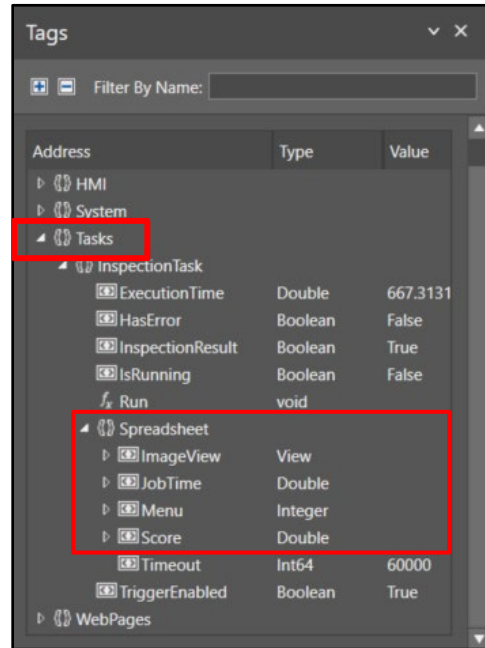 Tags
Filter By Name:
Address Type Value
HMI
System
Tasks
InspectionTask
ExecutionTime Double 667.3131
HasError Boolean False
InspectionResult Boolean True
IsRunning Boolean False
fx Run void
Spreadsheet
ImageView View
JobTime Double
Menu Integer
Score Double
Timeout Int64 60000
TriggerEnabled Boolean True
WebPages